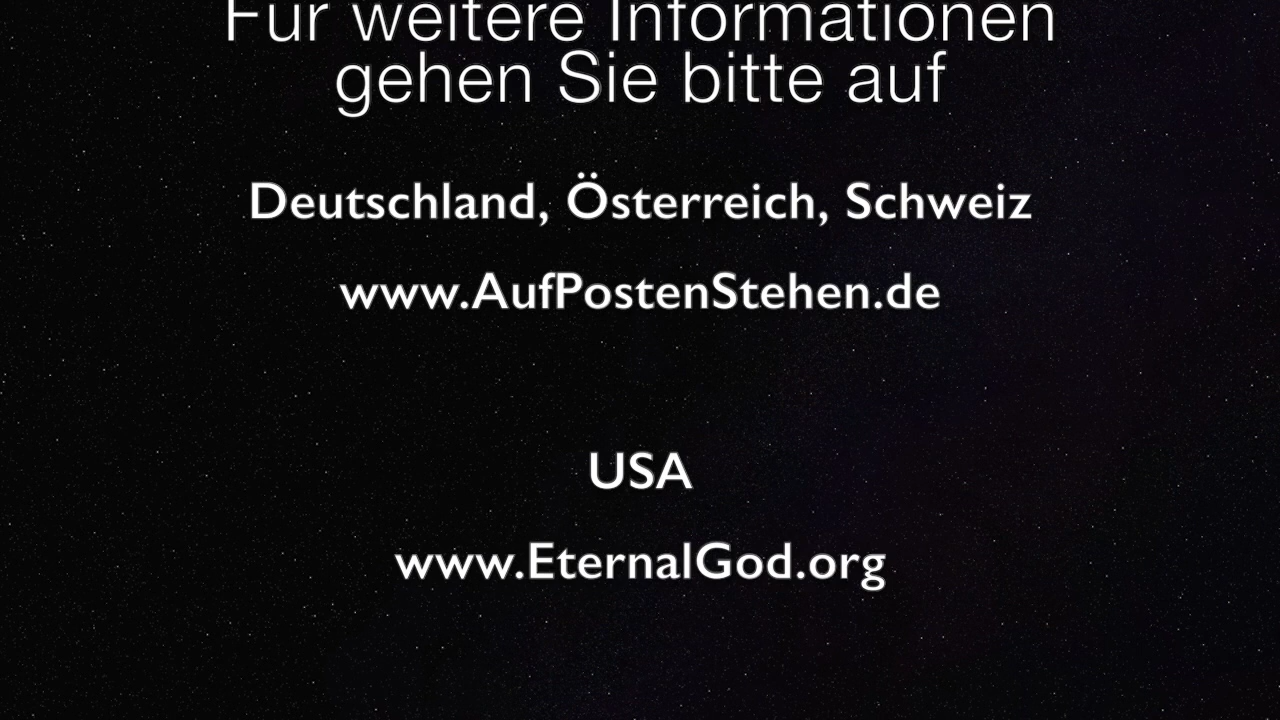 Für weitere Informationen
gehen Sie bitte auf
Deutschland, Österreich, Schweiz
www.AufPostenStehen.de
USA
www.EternalGod.org